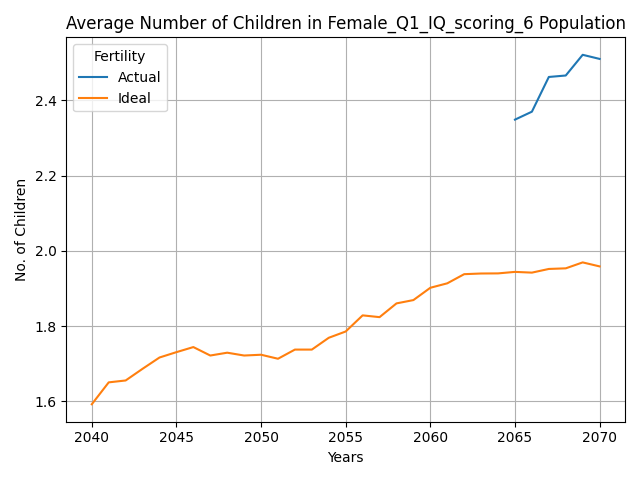 Average Number of Children in Female_Q1_IQ_scoring_6 Population
Fertility
Actual
Ideal
No. of Children
2.4
2.2
2.0
1.8
1.6
2040 2045 2050 2055 2060 2065 2070
Years